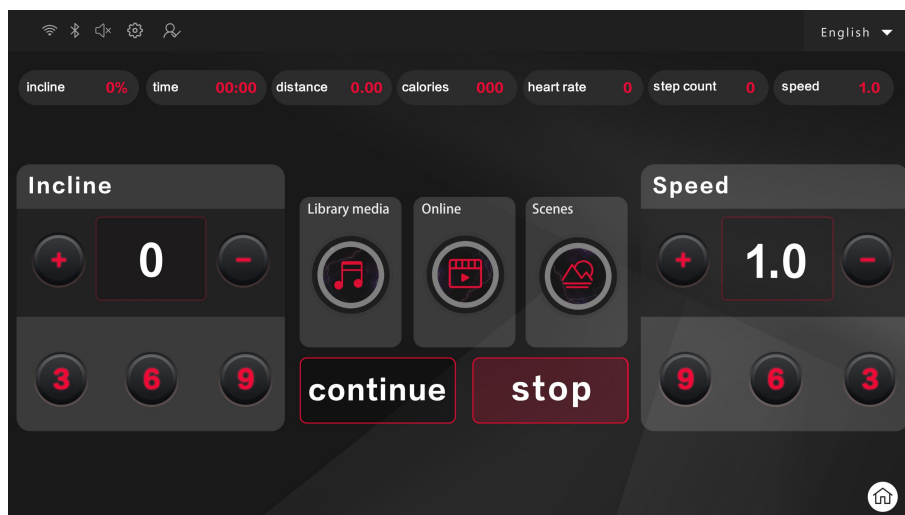 English
incline 0% time 00:00 distance 0.00 calories 000 heart rate 0 step count 0 speed 1.0
Incline
+ 0 −
3 6 9
Library media Online Scenes
continue stop
Speed
+ 1.0 −
9 6 3